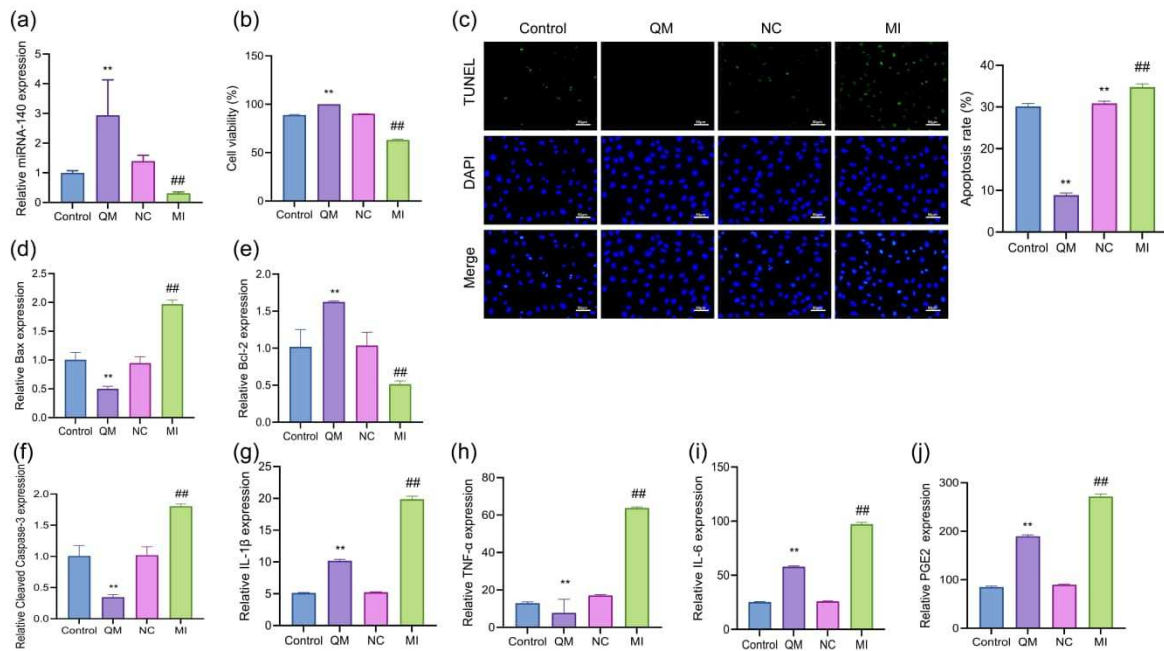 (a)
Relative miRNA-140 expression
5
4
3
2
1
0
**
##
Control QM NC MI
(b)
Cell viability (%)
150
100
75
50
25
0
**
##
Control QM NC MI
(c)
Control QM NC MI
TUNEL
DAPI
Merge
Apoptosis rate (%)
40
30
20
10
0
**
**
##
Control QM NC MI
(d)
Relative Bax expression
2.5
2.0
1.5
1.0
0.5
0.0
**
##
Control QM NC MI
(e)
Relative Bcl-2 expression
2.0
1.5
1.0
0.5
0.0
**
##
Control QM NC MI
(f)
Relative Cleaved Caspase-3 expression
2.0
1.5
1.0
0.5
0.0
**
##
Control QM NC MI
(g)
Relative IL-1β expression
25
20
15
10
5
0
**
##
Control QM NC MI
(h)
Relative TNF-α expression
80
60
40
20
0
**
##
Control QM NC MI
(i)
Relative IL-6 expression
150
100
50
0
**
##
Control QM NC MI
(j)
Relative PGE2 expression
300
200
100
0
**
##
Control QM NC MI